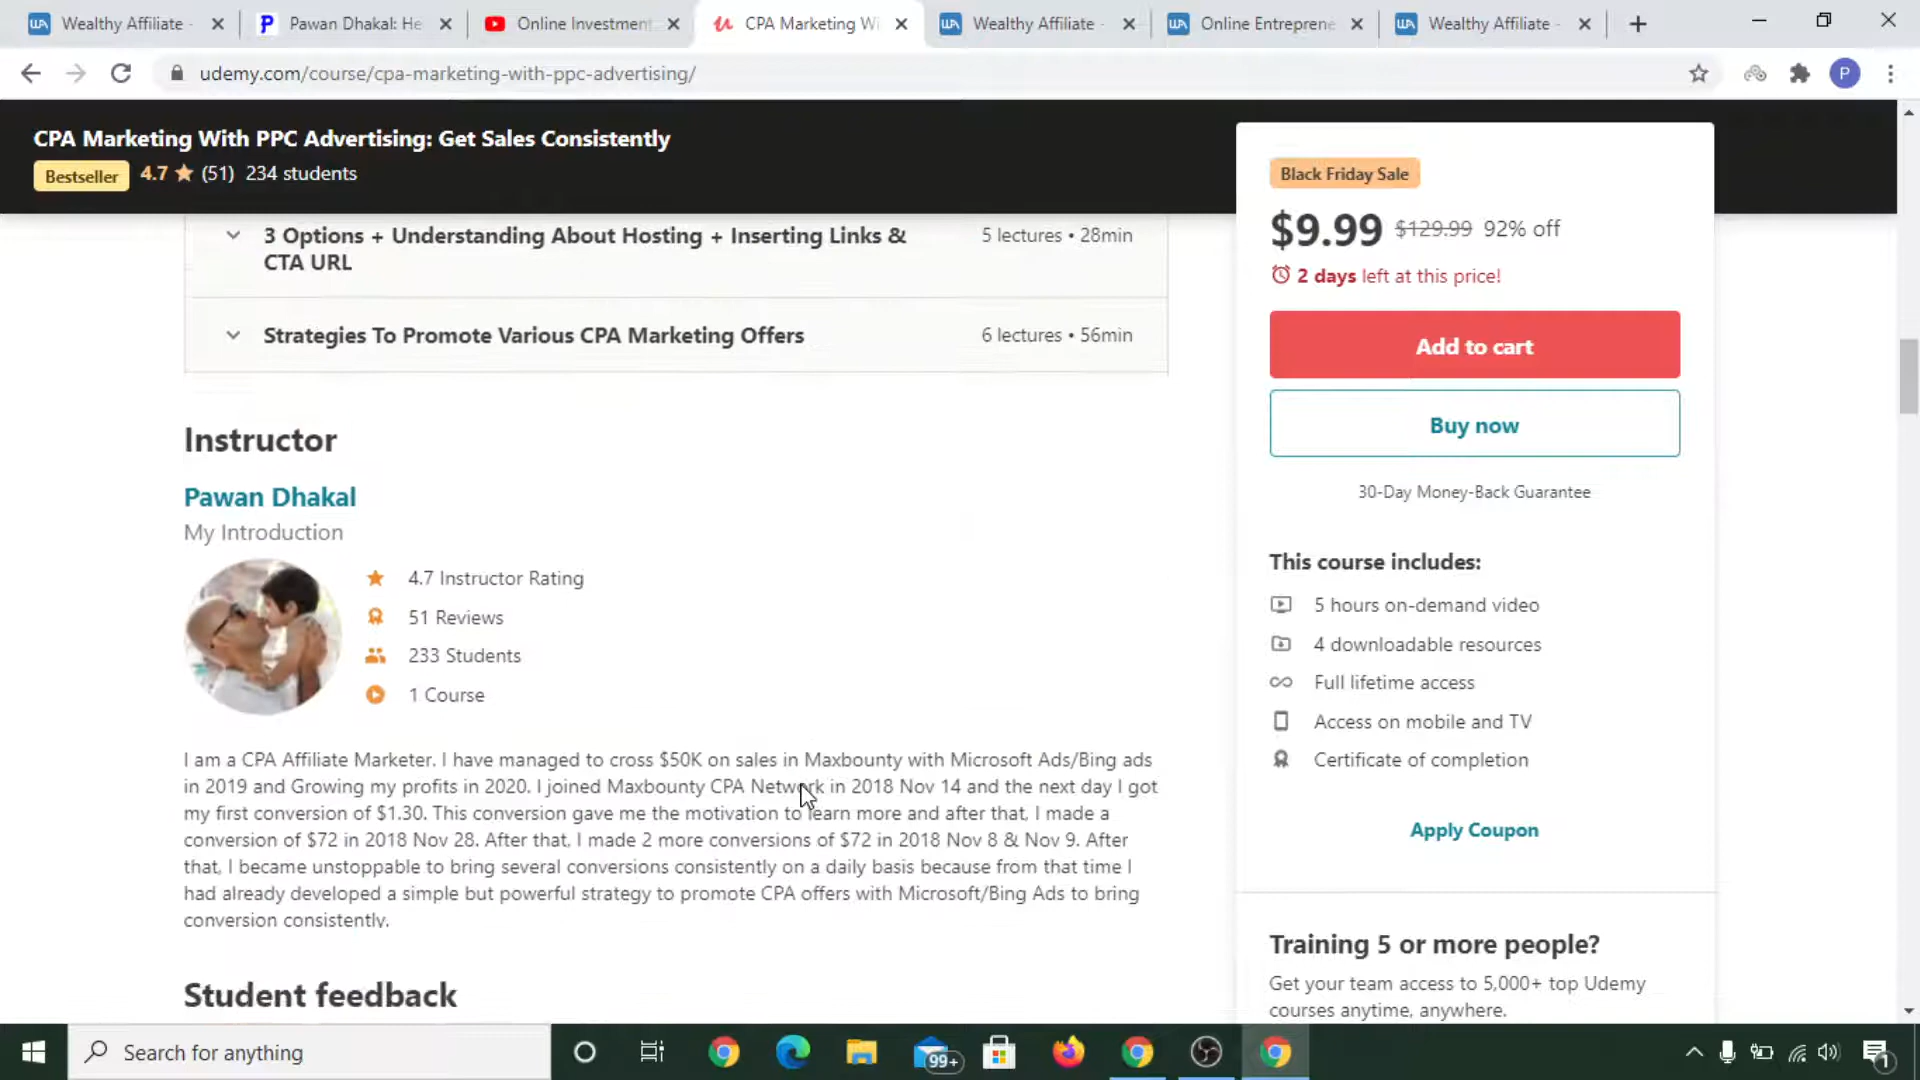 Wealthy Affiliate -
Pawan Dhakal: He
Online Investment
CPA Marketing Wi
Wealthy Affiliate -
Online Entreprene
Wealthy Affiliate -
udemy.com/course/cpa-marketing-with-ppc-advertising/
P
CPA Marketing With PPC Advertising: Get Sales Consistently
Bestseller 4.7 (51) 234 students
3 Options + Understanding About Hosting + Inserting Links & 5 lectures • 28min
CTA URL
Strategies To Promote Various CPA Marketing Offers 6 lectures • 56min
Instructor
Pawan Dhakal
My Introduction
4.7 Instructor Rating
51 Reviews
233 Students
1 Course
I am a CPA Affiliate Marketer. I have managed to cross $50K on sales in Maxbounty with Microsoft Ads/Bing ads
in 2019 and Growing my profits in 2020. I joined Maxbounty CPA Network in 2018 Nov 14 and the next day I got
my first conversion of $1.30. This conversion gave me the motivation to learn more and after that, I made a
conversion of $72 in 2018 Nov 28. After that, I made 2 more conversions of $72 in 2018 Nov 8 & Nov 9. After
that, I became unstoppable to bring several conversions consistently on a daily basis because from that time I
had already developed a simple but powerful strategy to promote CPA offers with Microsoft/Bing Ads to bring
conversion consistently.
Student feedback
Black Friday Sale
$9.99 $129.99 92% off
2 days left at this price!
Add to cart
Buy now
30-Day Money-Back Guarantee
This course includes:
5 hours on-demand video
4 downloadable resources
Full lifetime access
Access on mobile and TV
Certificate of completion
Apply Coupon
Training 5 or more people?
Get your team access to 5,000+ top Udemy
courses anytime, anywhere.
Search for anything
99+
1